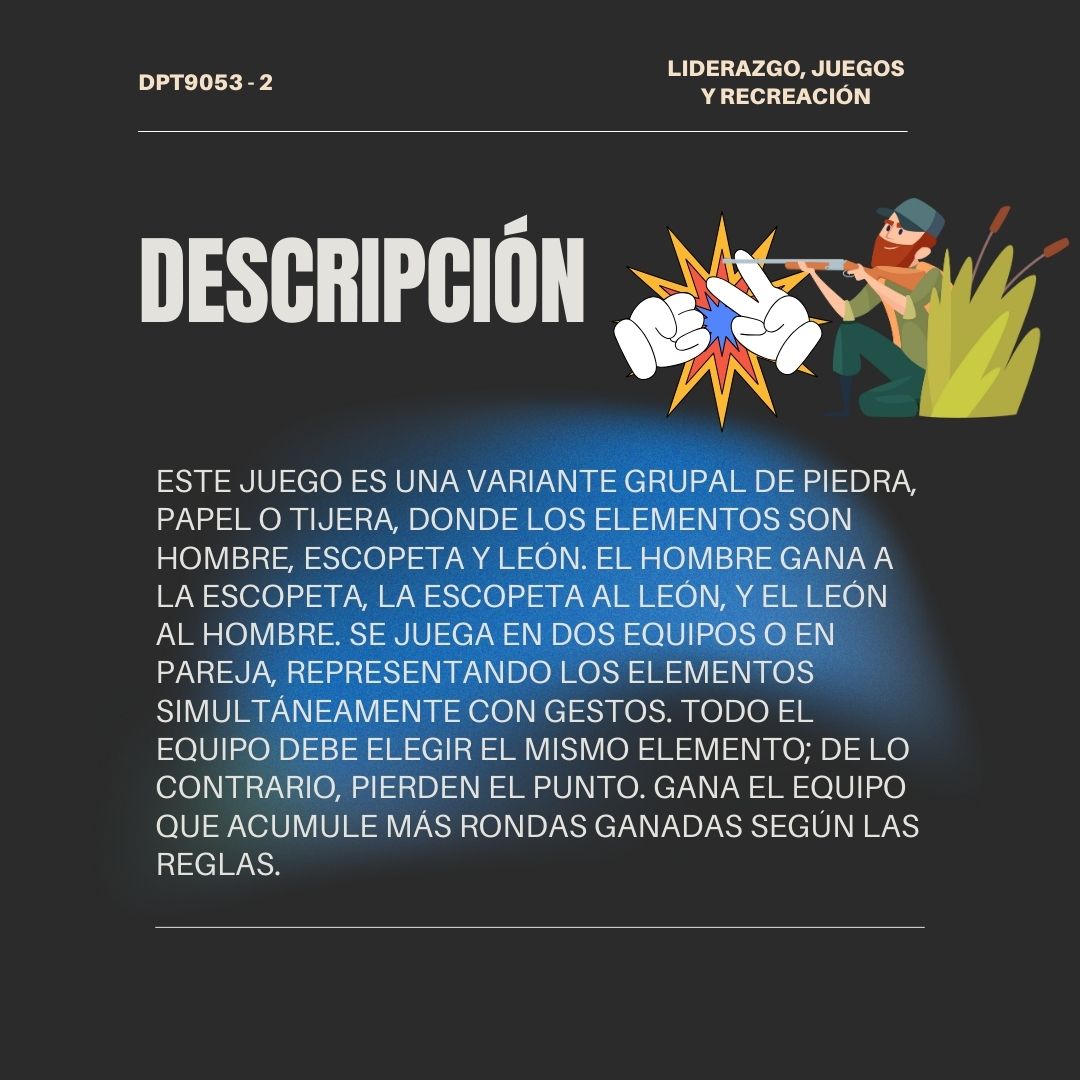 DPT9053 - 2
LIDERAZGO, JUEGOS
Y RECREACIÓN
DESCRIPCIÓN
ESTE JUEGO ES UNA VARIANTE GRUPAL DE PIEDRA,
PAPEL O TIJERA, DONDE LOS ELEMENTOS SON
HOMBRE, ESCOPETA Y LEÓN. EL HOMBRE GANA A
LA ESCOPETA, LA ESCOPETA AL LEÓN, Y EL LEÓN
AL HOMBRE. SE JUEGA EN DOS EQUIPOS O EN
PAREJA, REPRESENTANDO LOS ELEMENTOS
SIMULTÁNEAMENTE CON GESTOS. TODO EL
EQUIPO DEBE ELEGIR EL MISMO ELEMENTO; DE LO
CONTRARIO, PIERDEN EL PUNTO. GANA EL EQUIPO
QUE ACUMULE MÁS RONDAS GANADAS SEGÚN LAS
REGLAS.